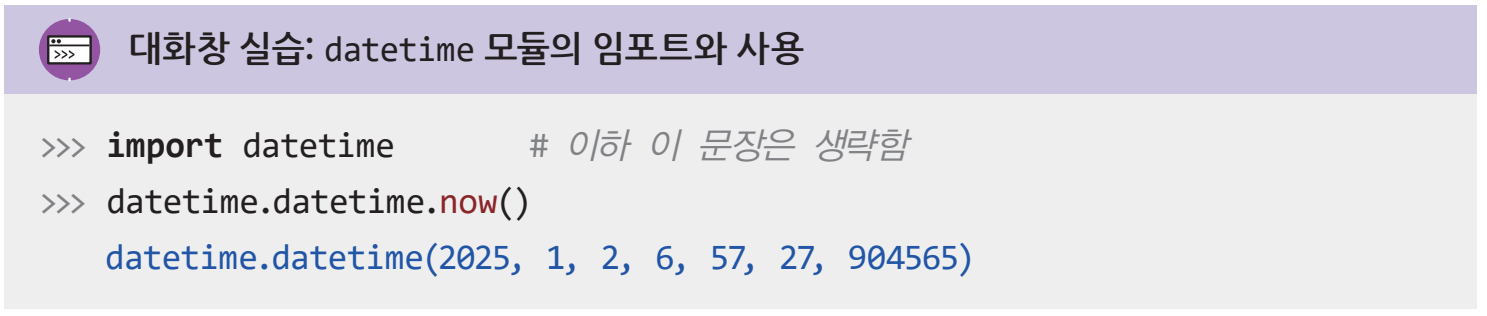 >>>
대화창 실습: datetime 모듈의 임포트와 사용
>>> import datetime # 이하 이 문장은 생략함
>>> datetime.datetime.now()
datetime.datetime(2025, 1, 2, 6, 57, 27, 904565)